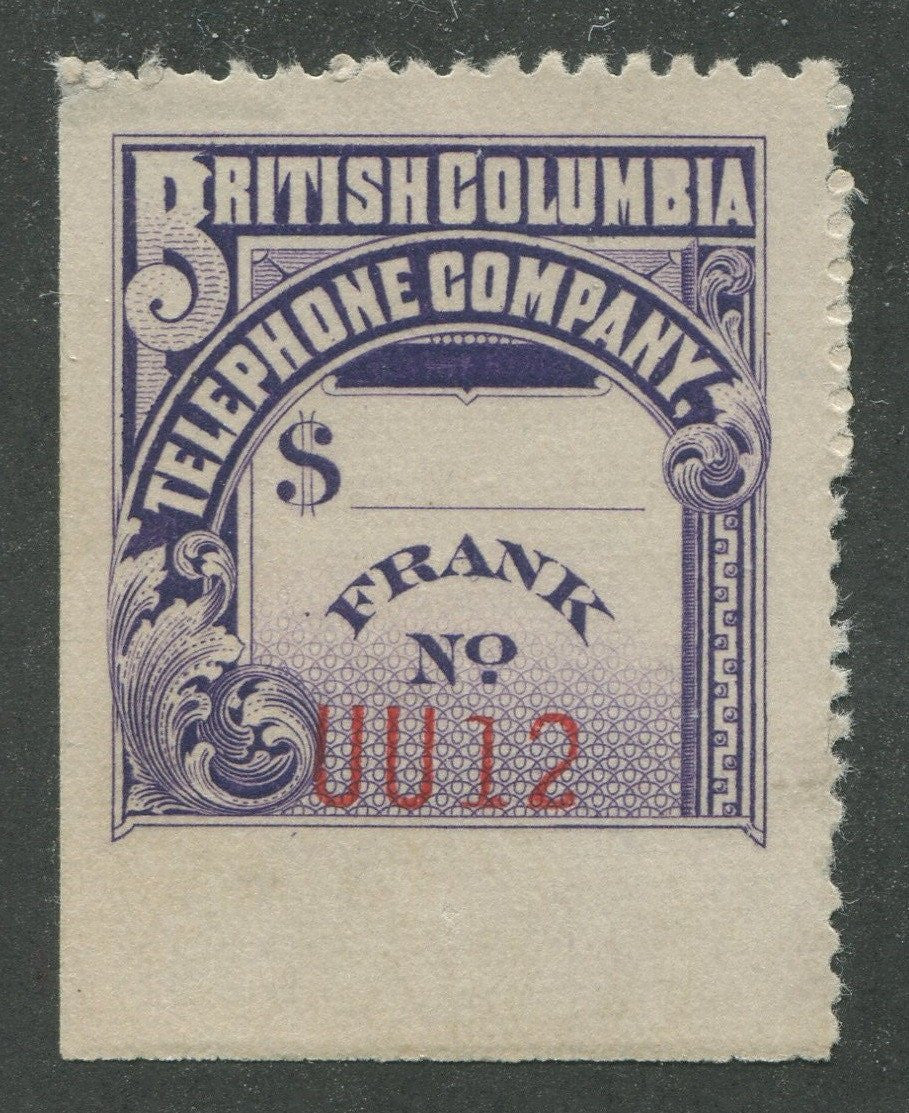 BRITISH COLUMBIA
TELEPHONE COMPANY.
$
FRANK
No.
UU12